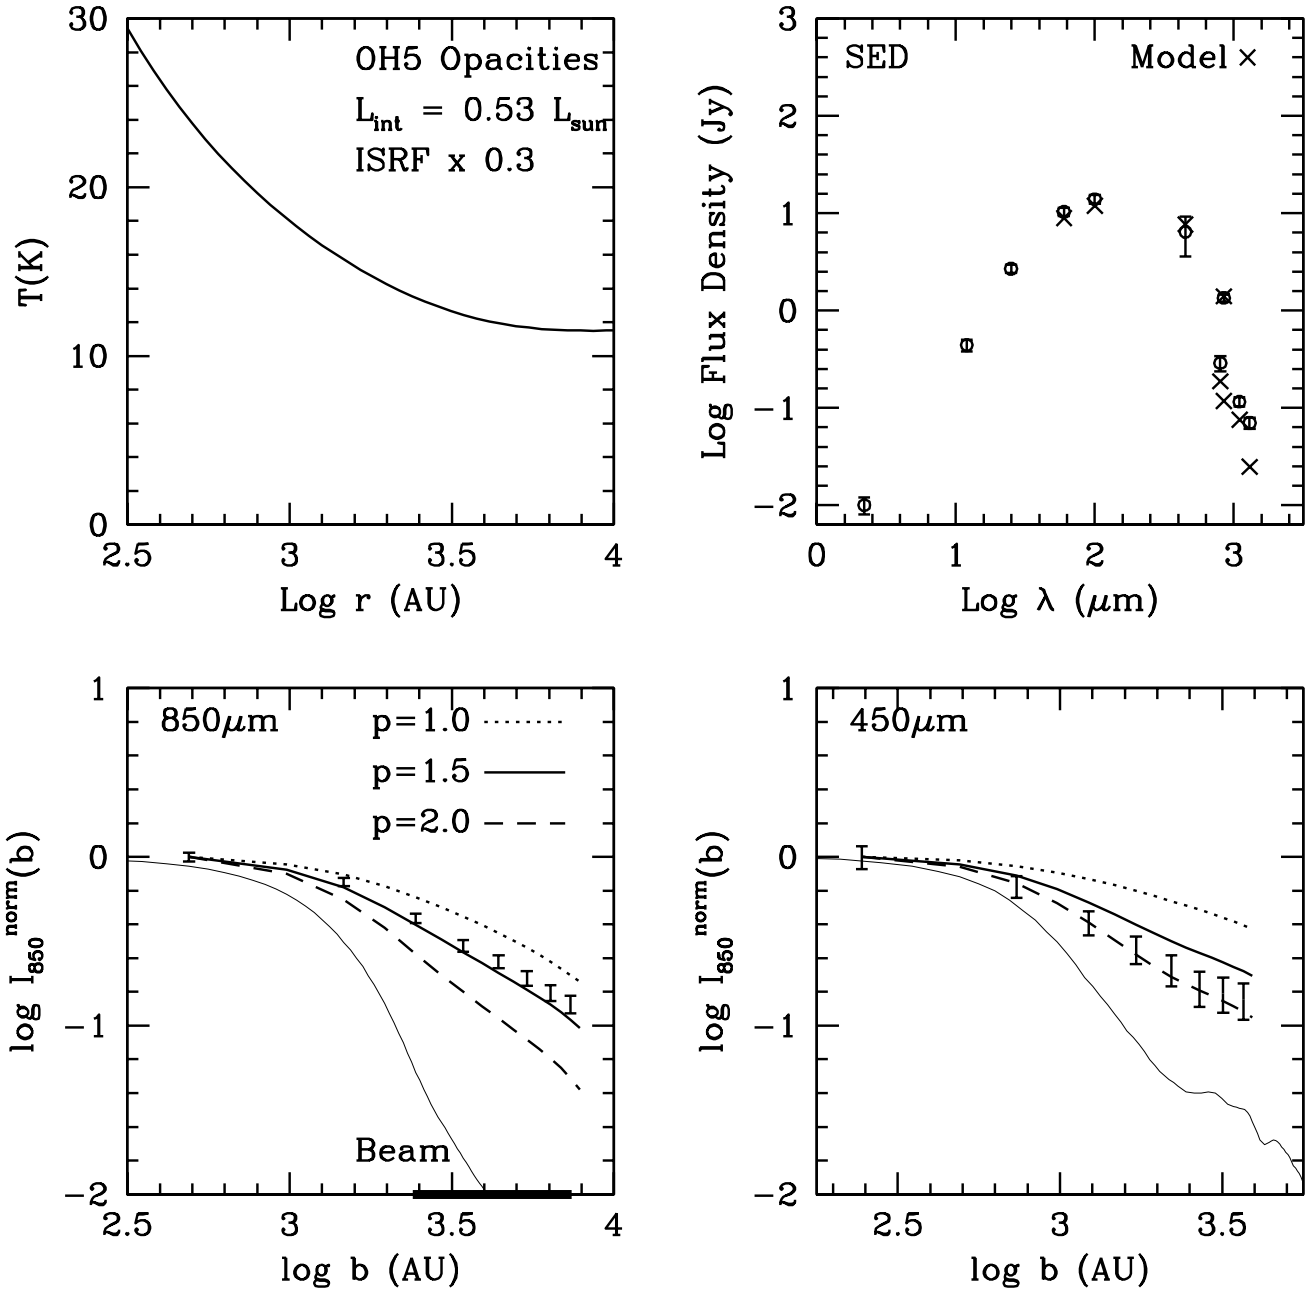 30
20
10
0
T(K)
OH5 Opacities
L_int = 0.53 L_sun
ISRF x 0.3
2.5 3 3.5 4
Log r (AU)
3
2
1
0
−1
−2
Log Flux Density (Jy)
SED Model ×
0 1 2 3
Log λ (μm)
1
0
−1
−2
log I_850^norm(b)
850μm
p=1.0
p=1.5
p=2.0
Beam
2.5 3 3.5 4
log b (AU)
1
0
−1
−2
log I_850^norm(b)
450μm
2.5 3 3.5
log b (AU)